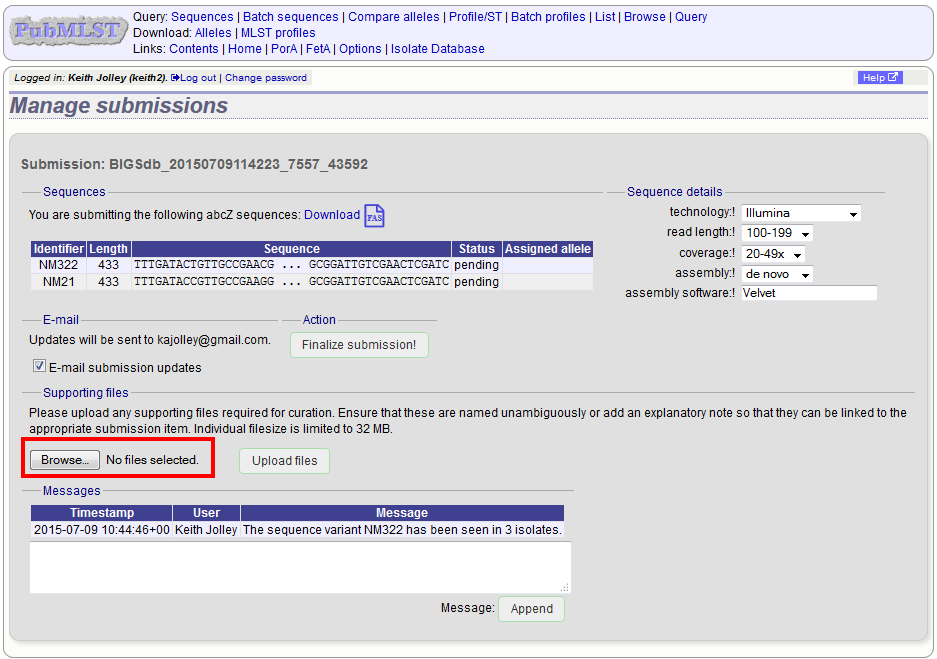 PubMLST
Query: Sequences | Batch sequences | Compare alleles | Profile/ST | Batch profiles | List | Browse | Query
Download: Alleles | MLST profiles
Links: Contents | Home | PorA | FetA | Options | Isolate Database
Logged in: Keith Jolley (keith2). Log out | Change password
Help
Manage submissions
Submission: BIGSdb_20150709114223_7557_43592
Sequences
You are submitting the following abcZ sequences: Download FAS
Identifier Length Sequence Status Assigned allele
NM322 433 TTTGATACTGTTGCCGAACG ... GCGGATTGTCGAACTCGATC pending
NM21 433 TTTGATACCGTTGCCGAAGG ... GCGGATTGTCGAACTCGATC pending
Sequence details
technology:! Illumina
read length:! 100-199
coverage:! 20-49x
assembly:! de novo
assembly software:! Velvet
E-mail
Updates will be sent to kajolley@gmail.com.
E-mail submission updates
Action
Finalize submission!
Supporting files
Please upload any supporting files required for curation. Ensure that these are named unambiguously or add an explanatory note so that they can be linked to the
appropriate submission item. Individual filesize is limited to 32 MB.
Browse... No files selected. Upload files
Messages
Timestamp User Message
2015-07-09 10:44:46+00 Keith Jolley The sequence variant NM322 has been seen in 3 isolates.
Message: Append